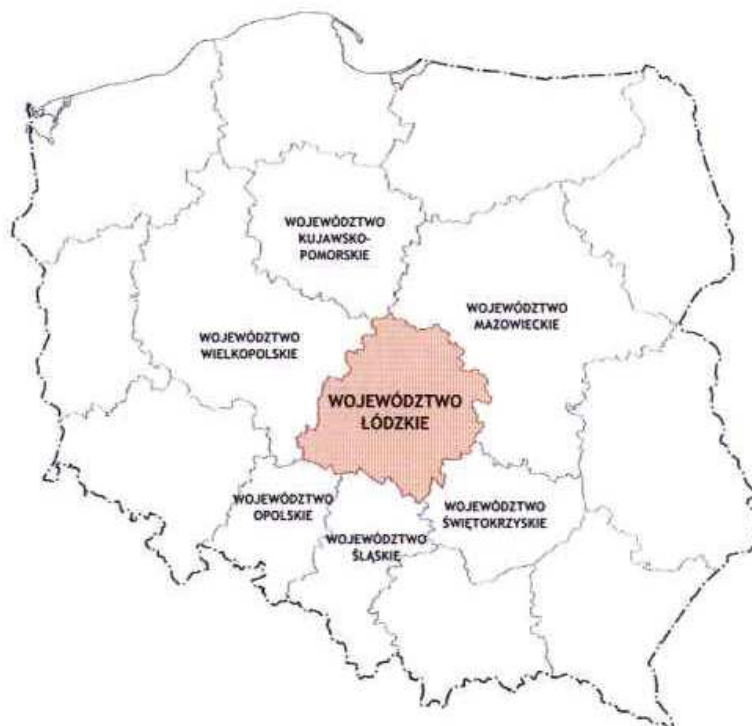 WOJEWÓDZTWO
KUJAWSKO-
POMORSKIE
WOJEWÓDZTWO
MAZOWIECKIE
WOJEWÓDZTWO
WIELKOPOLSKIE
WOJEWÓDZTWO
ŁÓDZKIE
WOJEWÓDZTWO
OPOLSKIE
WOJEWÓDZTWO
ŚWIĘTOKRZYSKIE
WOJEWÓDZTWO
ŚLĄSKIE